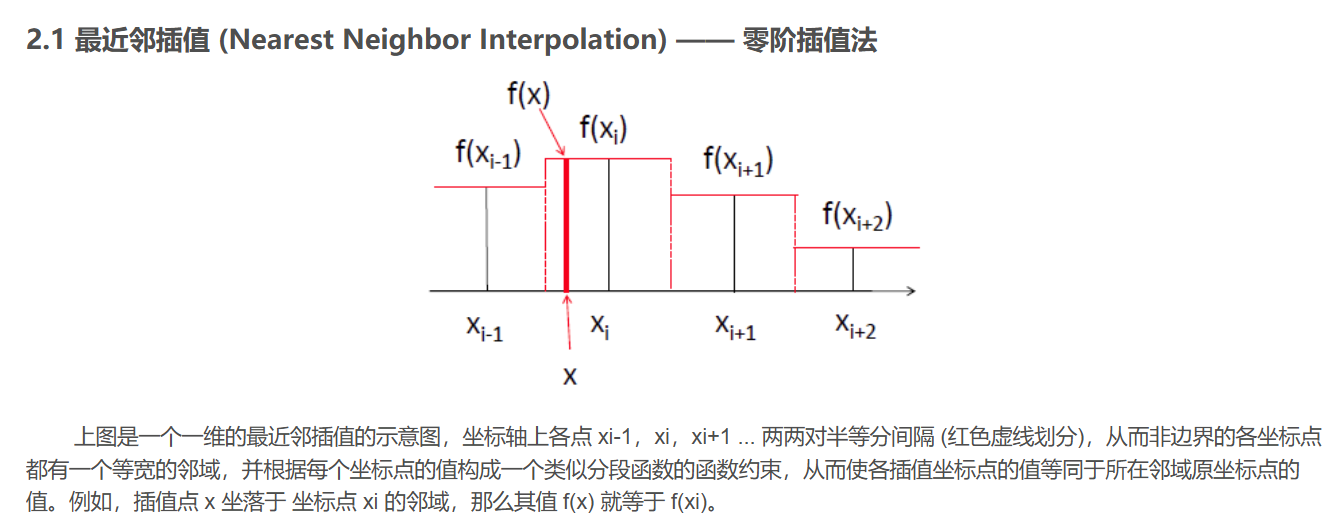 2.1 最近邻插值 (Nearest Neighbor Interpolation) —— 零阶插值法
f(x)
f(xi)
f(xi-1)
f(xi+1)
f(xi+2)
xi-1
xi
xi+1
xi+2
x
上图是一个一维的最近邻插值的示意图，坐标轴上各点 xi-1，xi，xi+1 ... 两两对半等分间隔 (红色虚线划分)，从而非边界的各坐标点
都有一个等宽的邻域，并根据每个坐标点的值构成一个类似分段函数的函数约束，从而使各插值坐标点的值等同于所在邻域原坐标点的
值。例如，插值点 x 坐落于 坐标点 xi 的邻域，那么其值 f(x) 就等于 f(xi)。